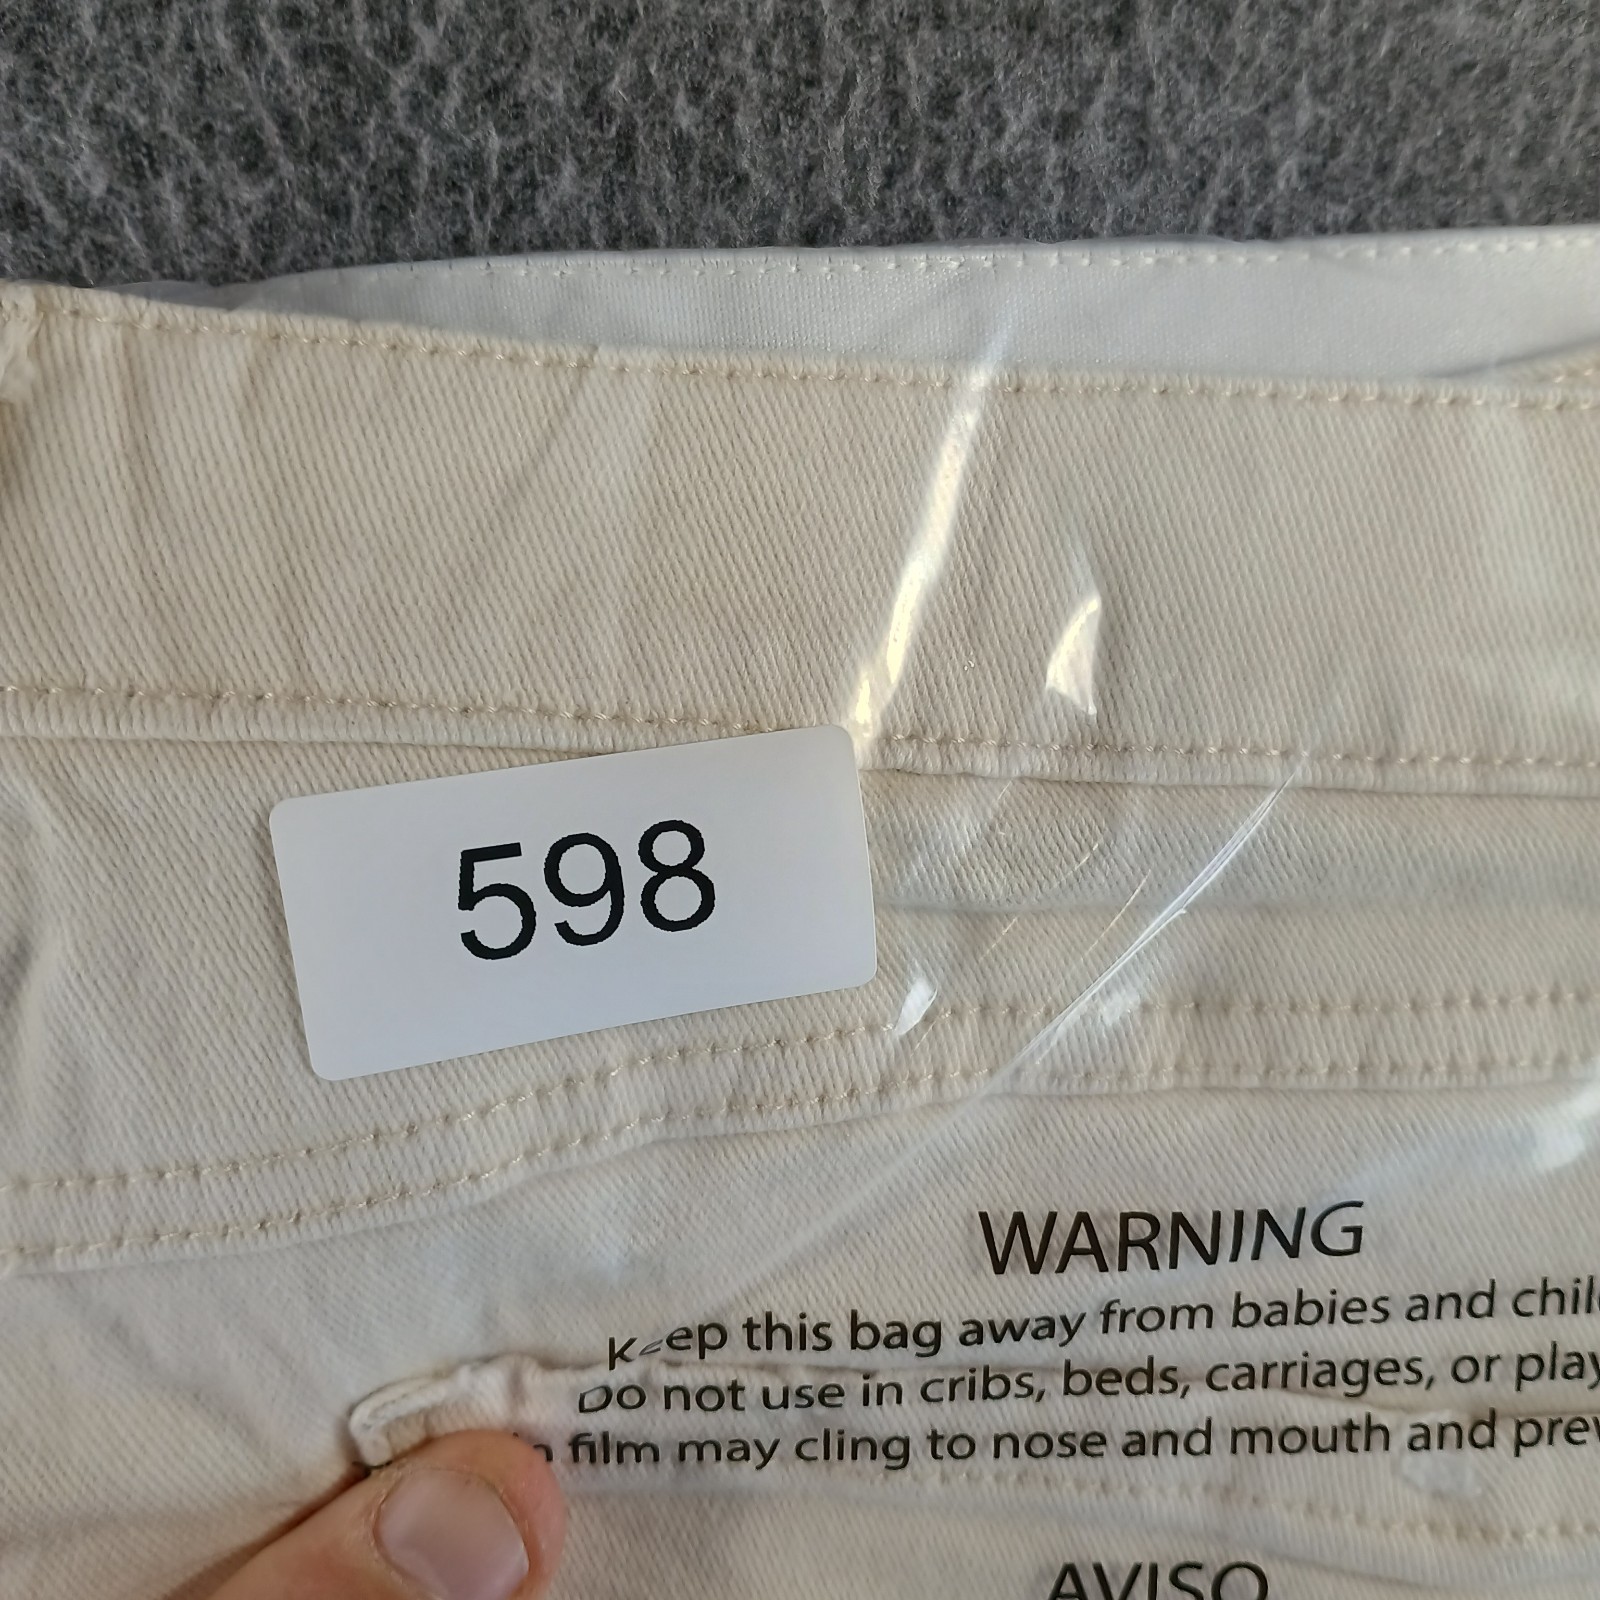 598
WARNING
Keep this bag away from babies and chil
Do not use in cribs, beds, carriages, or play
film may cling to nose and mouth and prev
AVISO